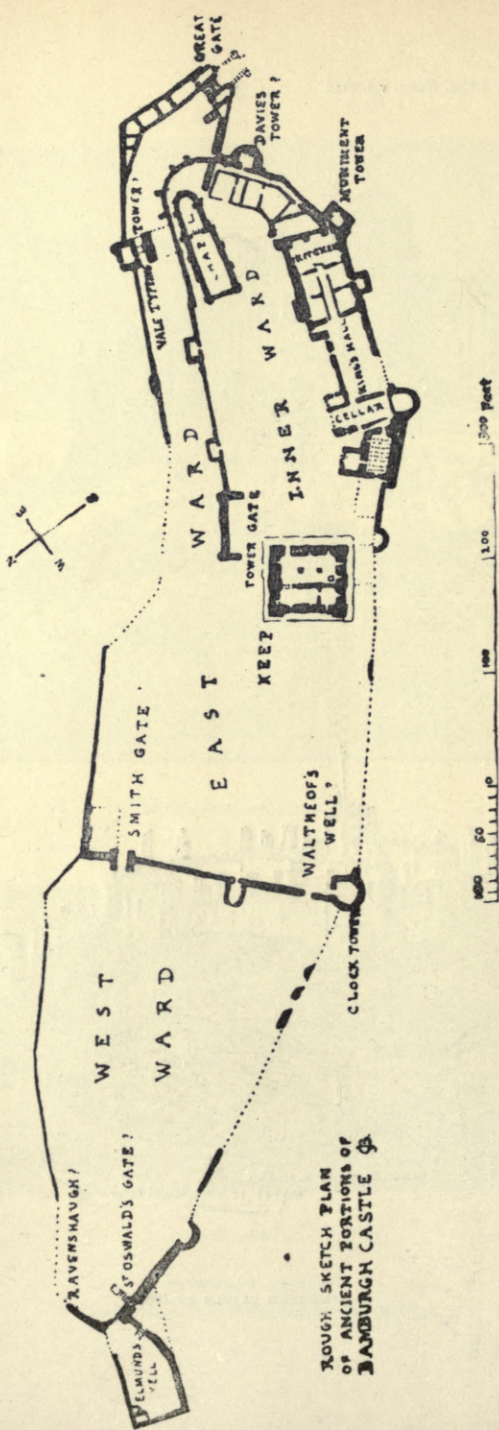 GREAT
GATE
VALE TYPIN
TOWER?
DAVIES
TOWER?
MUNIMENT
TOWER
KITCHEN
KING'S HALL
CELLAR
INNER WARD
EAST WARD
TOWER GATE
KEEP
N
E
S
W
SMITH GATE?
WALTHEOF'S
WELL?
CLOCK TOWER
WEST
WARD
RAVENSHAUGH?
ST OSWALD'S GATE?
ELMUNDS
WELL
ROUGH SKETCH PLAN
OF ANCIENT PORTIONS OF
BAMBURGH CASTLE
100 50 0 100 200 300 Feet